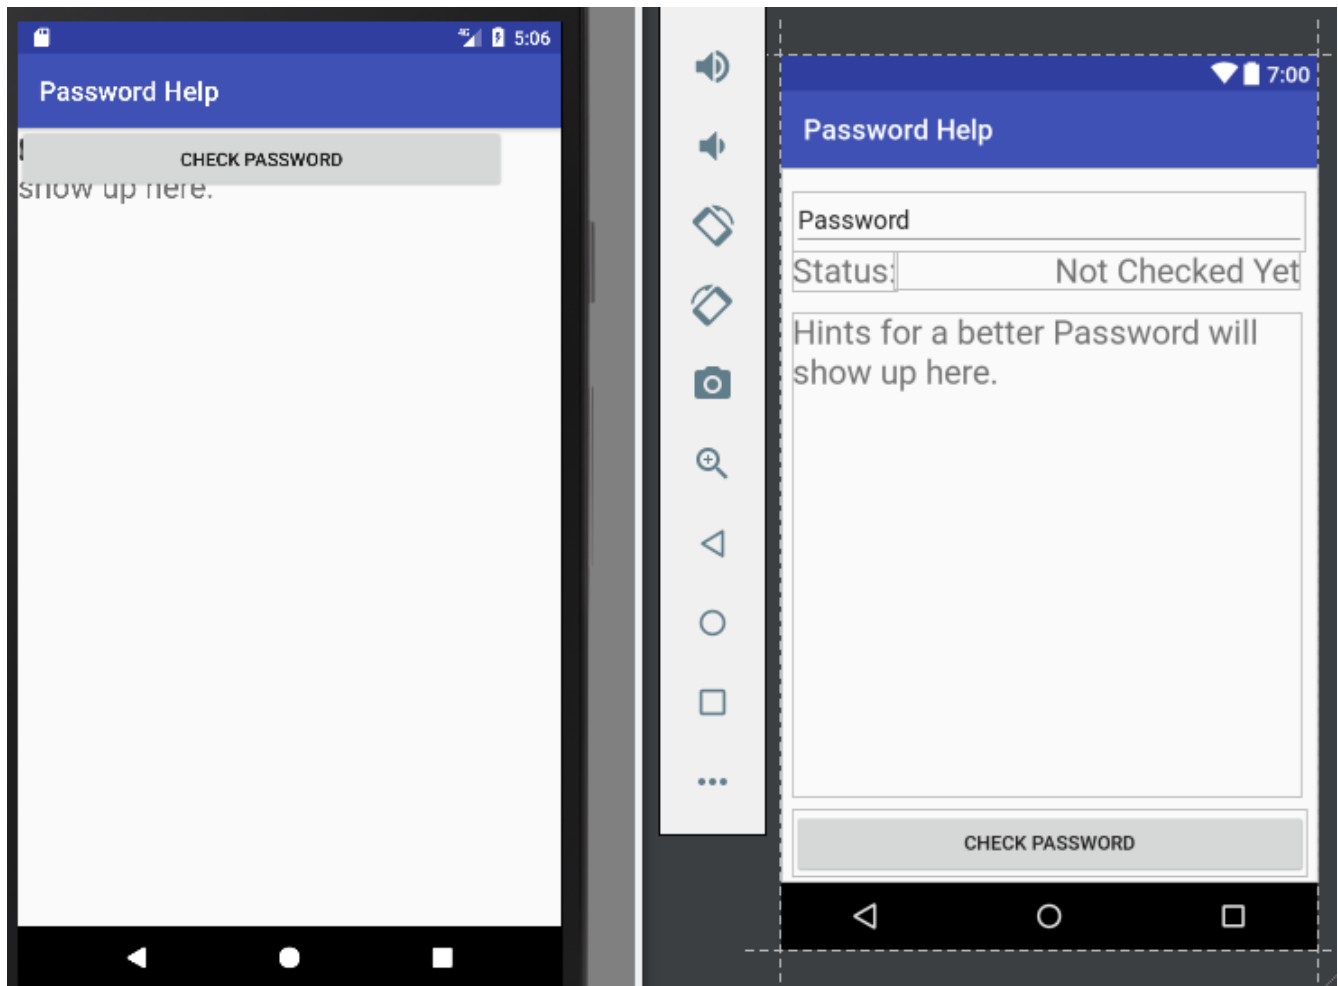 4G 5:06
Password Help
CHECK PASSWORD
show up here.
7:00
Password Help
Password
Status: Not Checked Yet
Hints for a better Password will
show up here.
CHECK PASSWORD